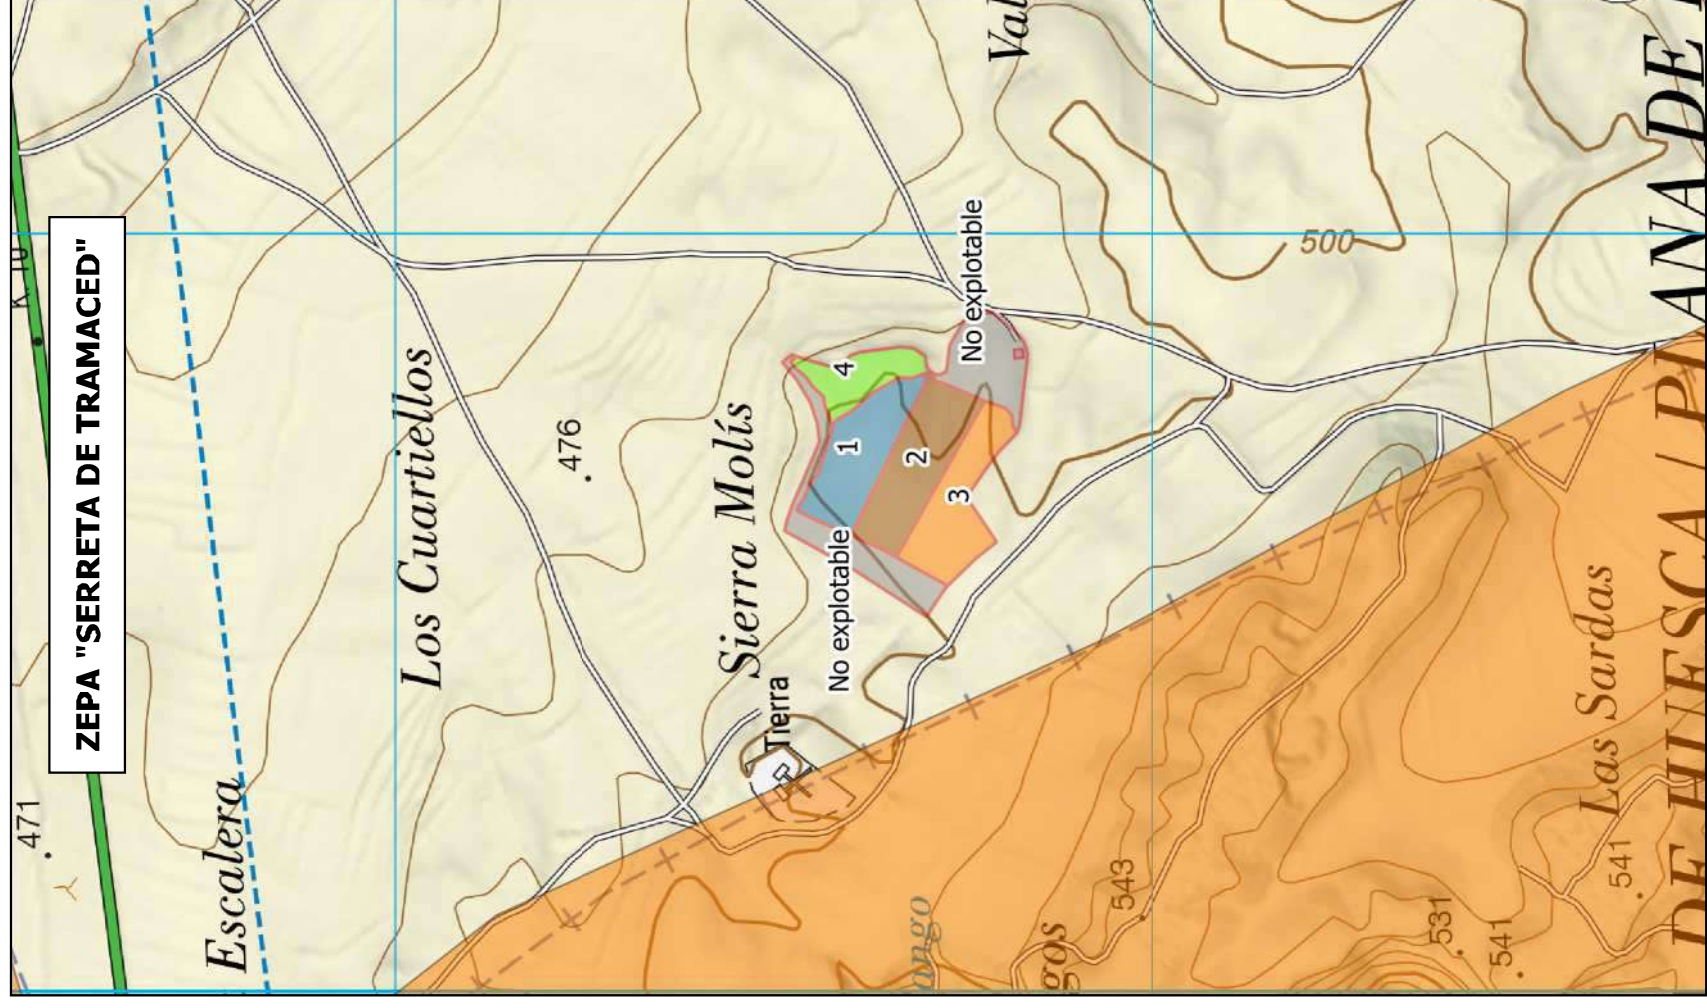 ZEPA "SERRETA DE TRAMACED"
471
Escalera
Los Cuartiellos
476
Sierra Molís
Tierra
No explotable
1
2
3
4
No explotable
500
543
531
541
541
Las Sardas
DE HUESCA / PLANA DE